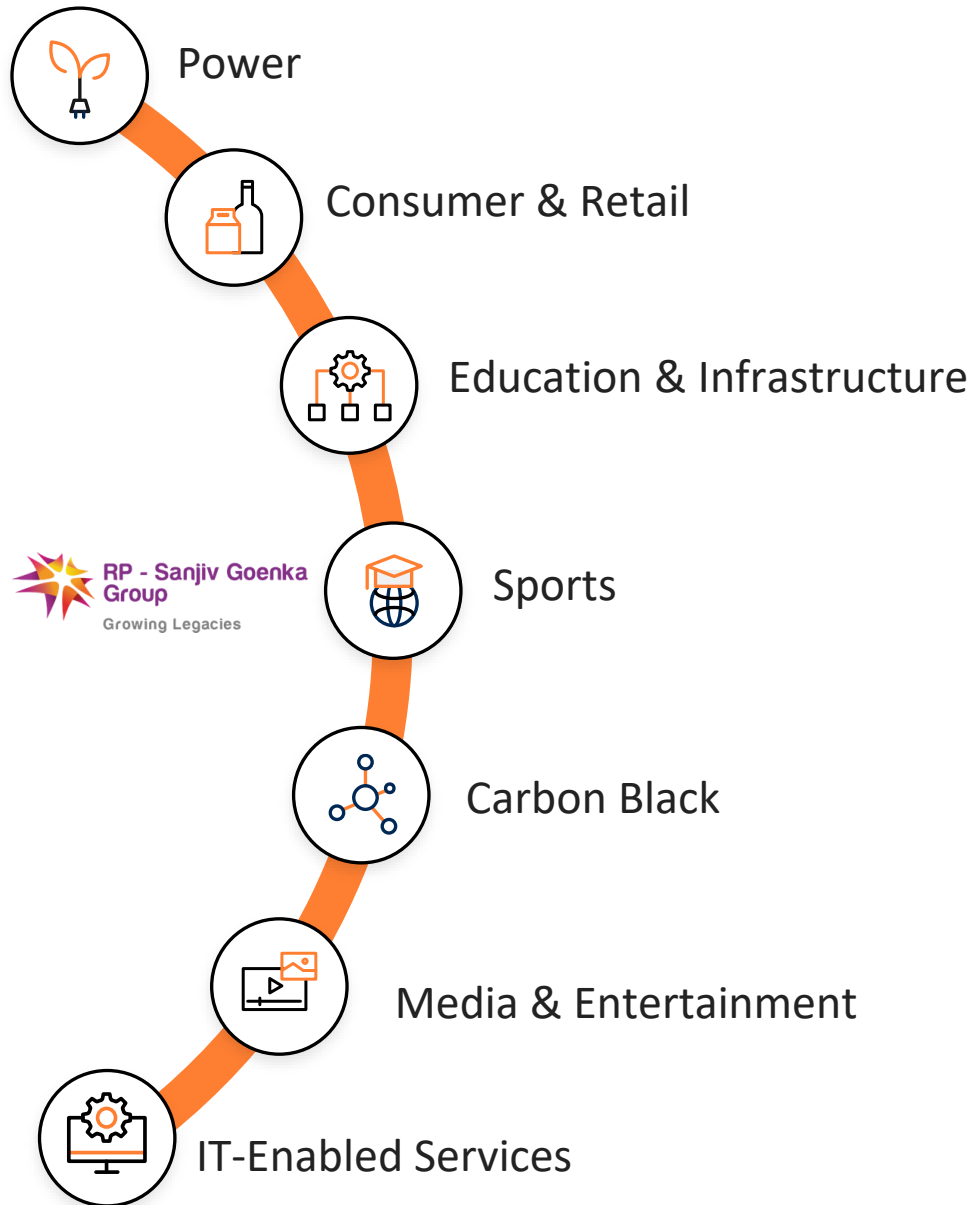 Power
Consumer & Retail
Education & Infrastructure
RP - Sanjiv Goenka
Group
Growing Legacies
Sports
Carbon Black
Media & Entertainment
IT-Enabled Services